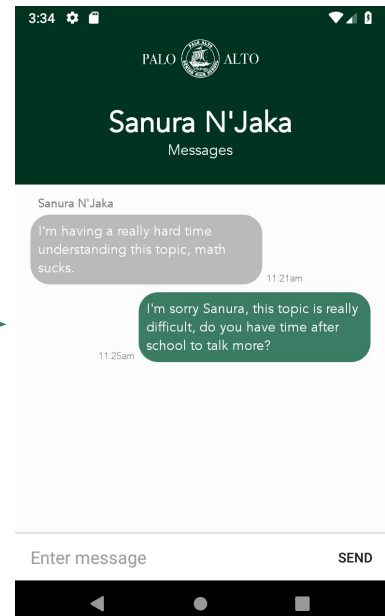 3:34
PALO ALTO
Sanura N'Jaka
Messages
Sanura N'Jaka
I'm having a really hard time
understanding this topic, math
sucks.
11:21am
I'm sorry Sanura, this topic is really
difficult, do you have time after
school to talk more?
11:25am
Enter message
SEND